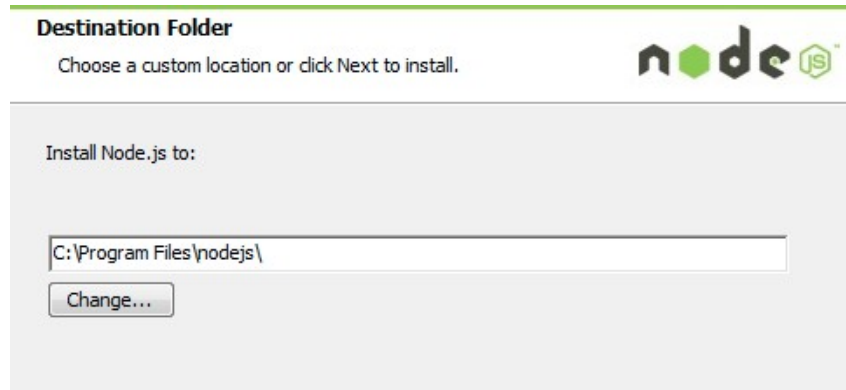 Destination Folder
Choose a custom location or click Next to install.
node JS™
Install Node.js to:
C:\Program Files\nodejs\
Change...